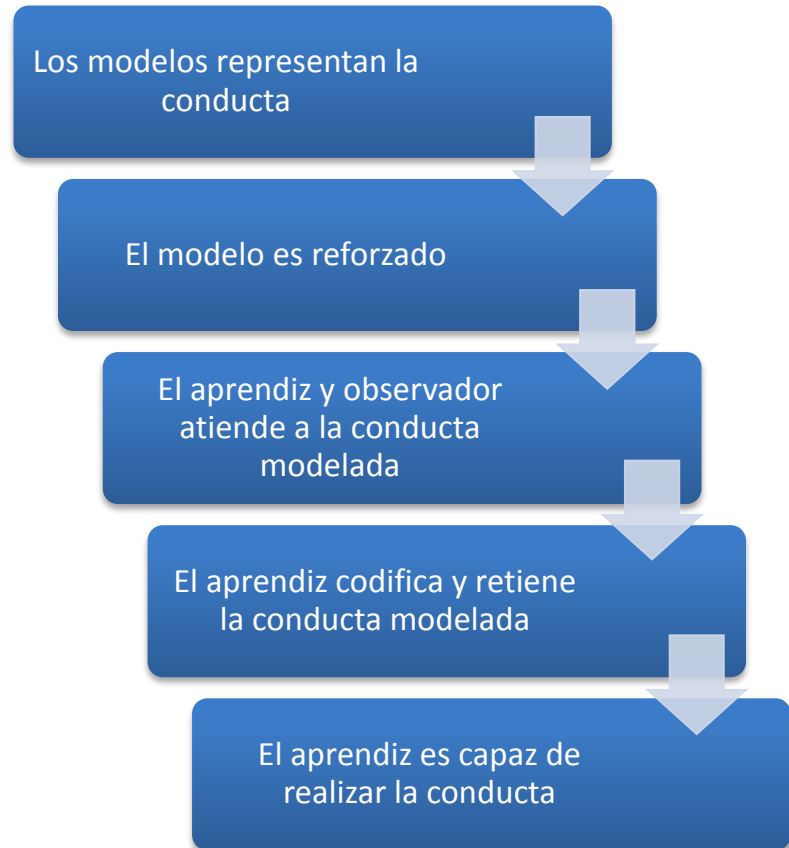 Los modelos representan la
conducta
El modelo es reforzado
El aprendiz y observador
atiende a la conducta
modelada
El aprendiz codifica y retiene
la conducta modelada
El aprendiz es capaz de
realizar la conducta